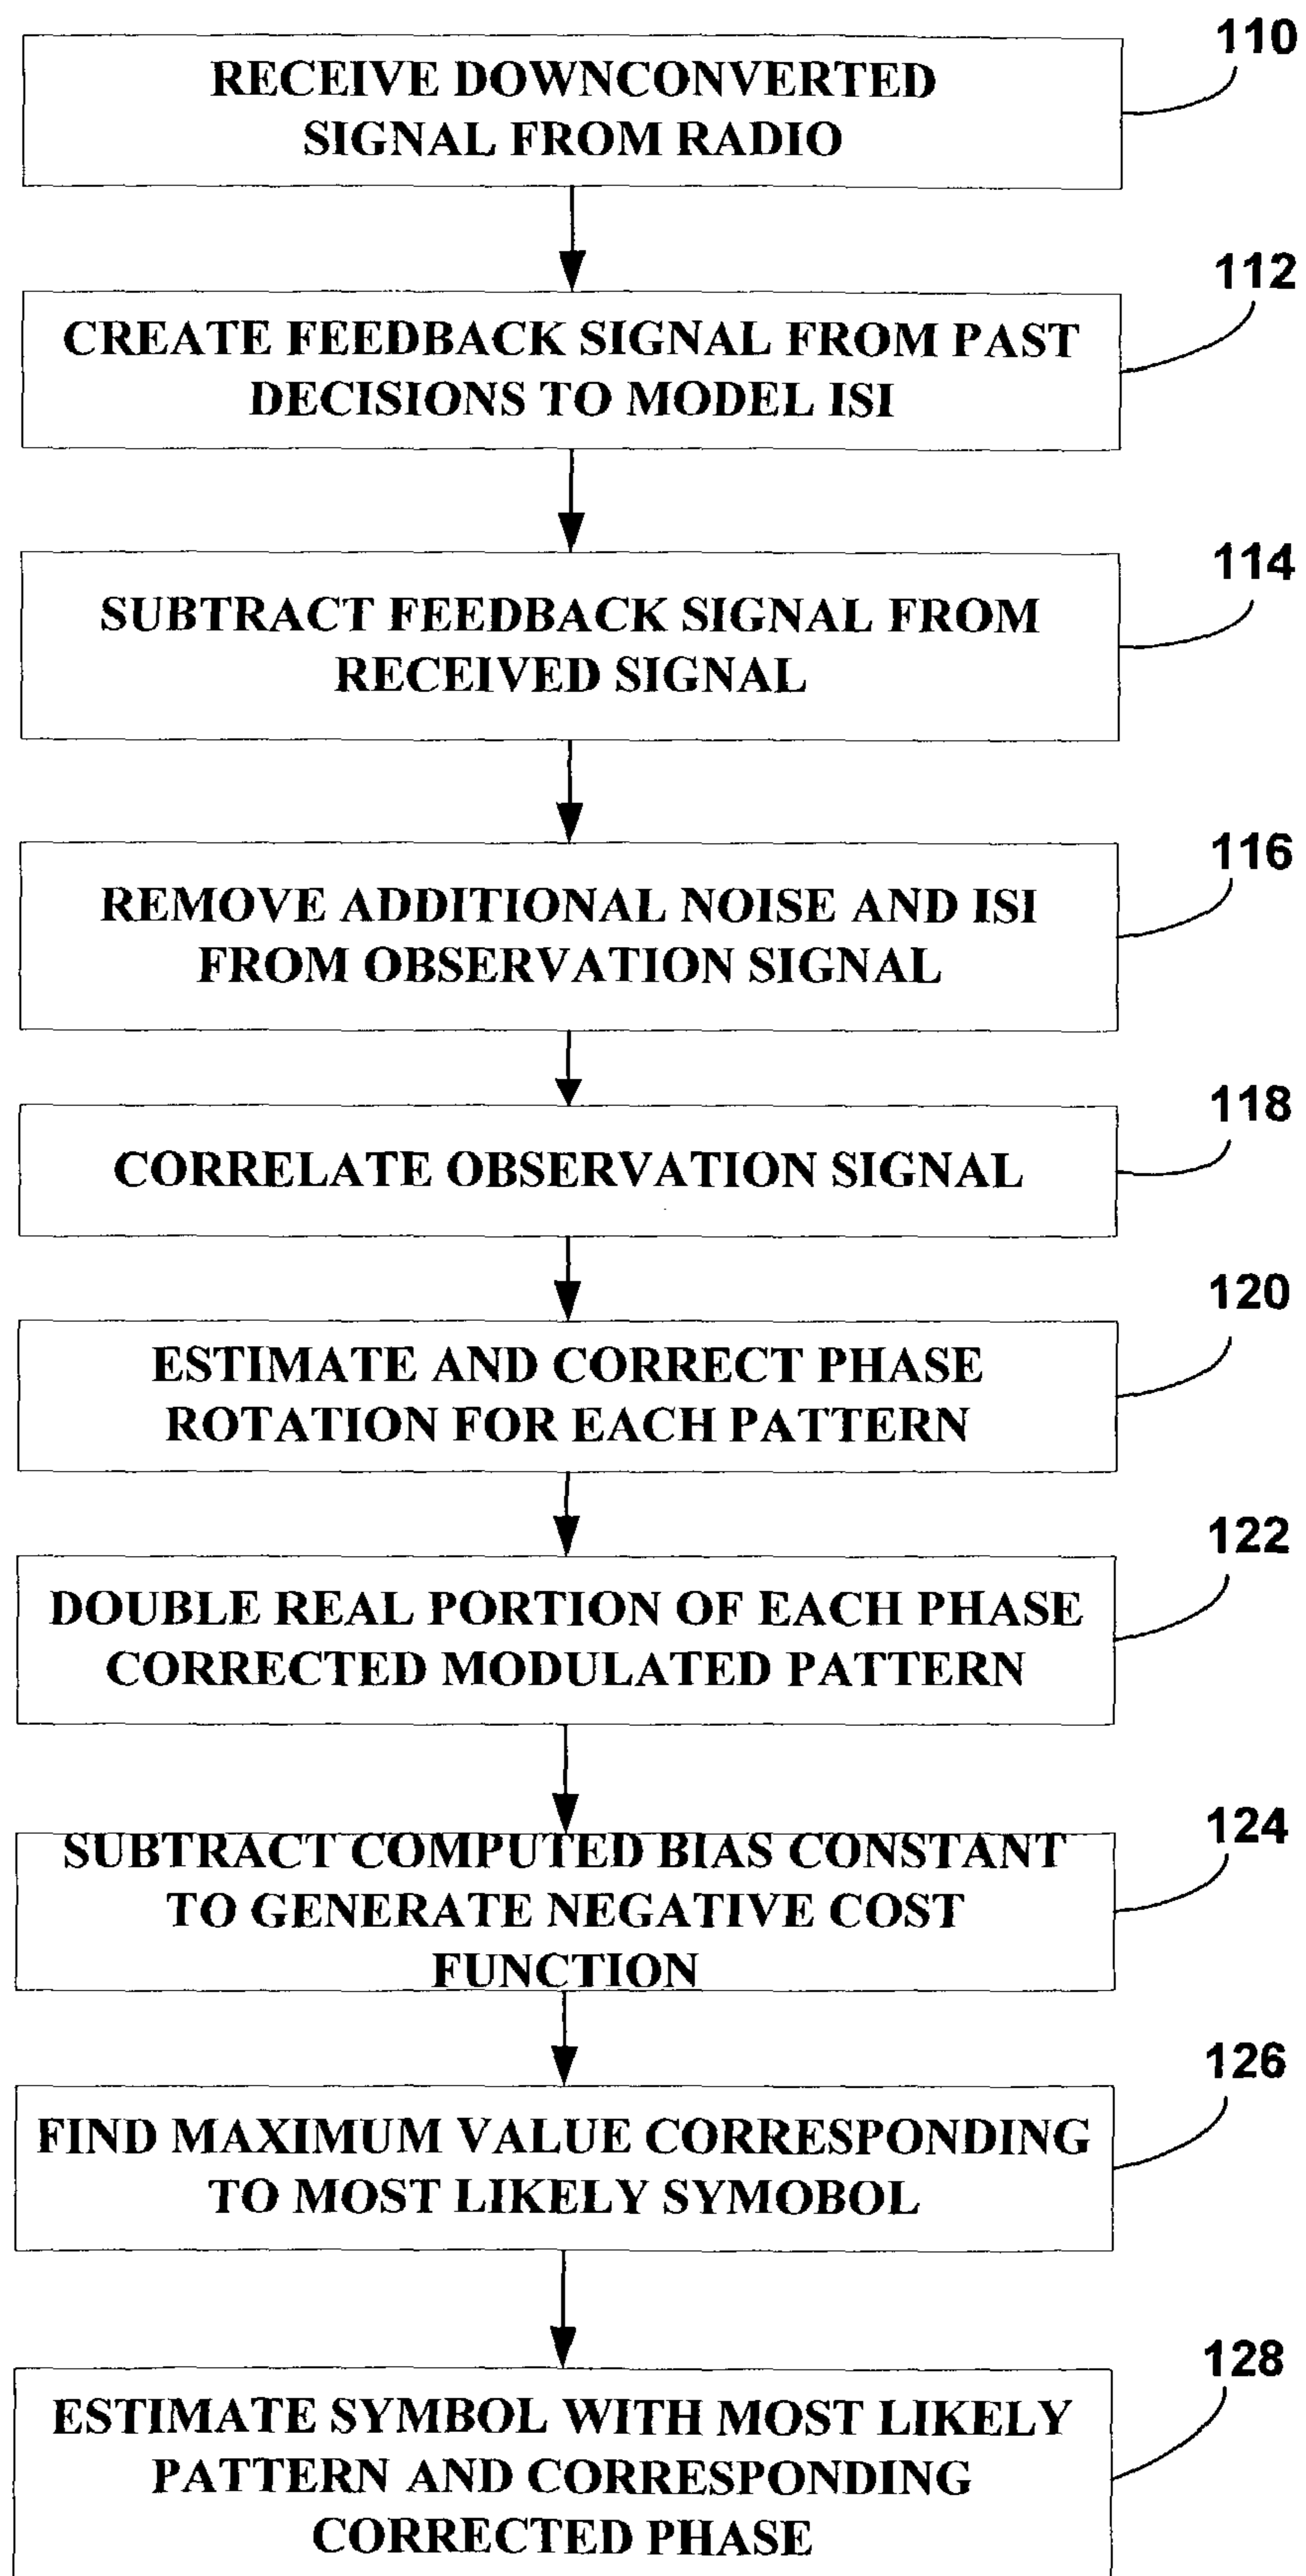 110
RECEIVE DOWNCONVERTED
SIGNAL FROM RADIO
112
CREATE FEEDBACK SIGNAL FROM PAST
DECISIONS TO MODEL ISI
114
SUBTRACT FEEDBACK SIGNAL FROM
RECEIVED SIGNAL
116
REMOVE ADDITIONAL NOISE AND ISI
FROM OBSERVATION SIGNAL
118
CORRELATE OBSERVATION SIGNAL
120
ESTIMATE AND CORRECT PHASE
ROTATION FOR EACH PATTERN
122
DOUBLE REAL PORTION OF EACH PHASE
CORRECTED MODULATED PATTERN
124
SUBTRACT COMPUTED BIAS CONSTANT
TO GENERATE NEGATIVE COST
FUNCTION
126
FIND MAXIMUM VALUE CORRESPONDING
TO MOST LIKELY SYMOBOL
128
ESTIMATE SYMBOL WITH MOST LIKELY
PATTERN AND CORRESPONDING
CORRECTED PHASE